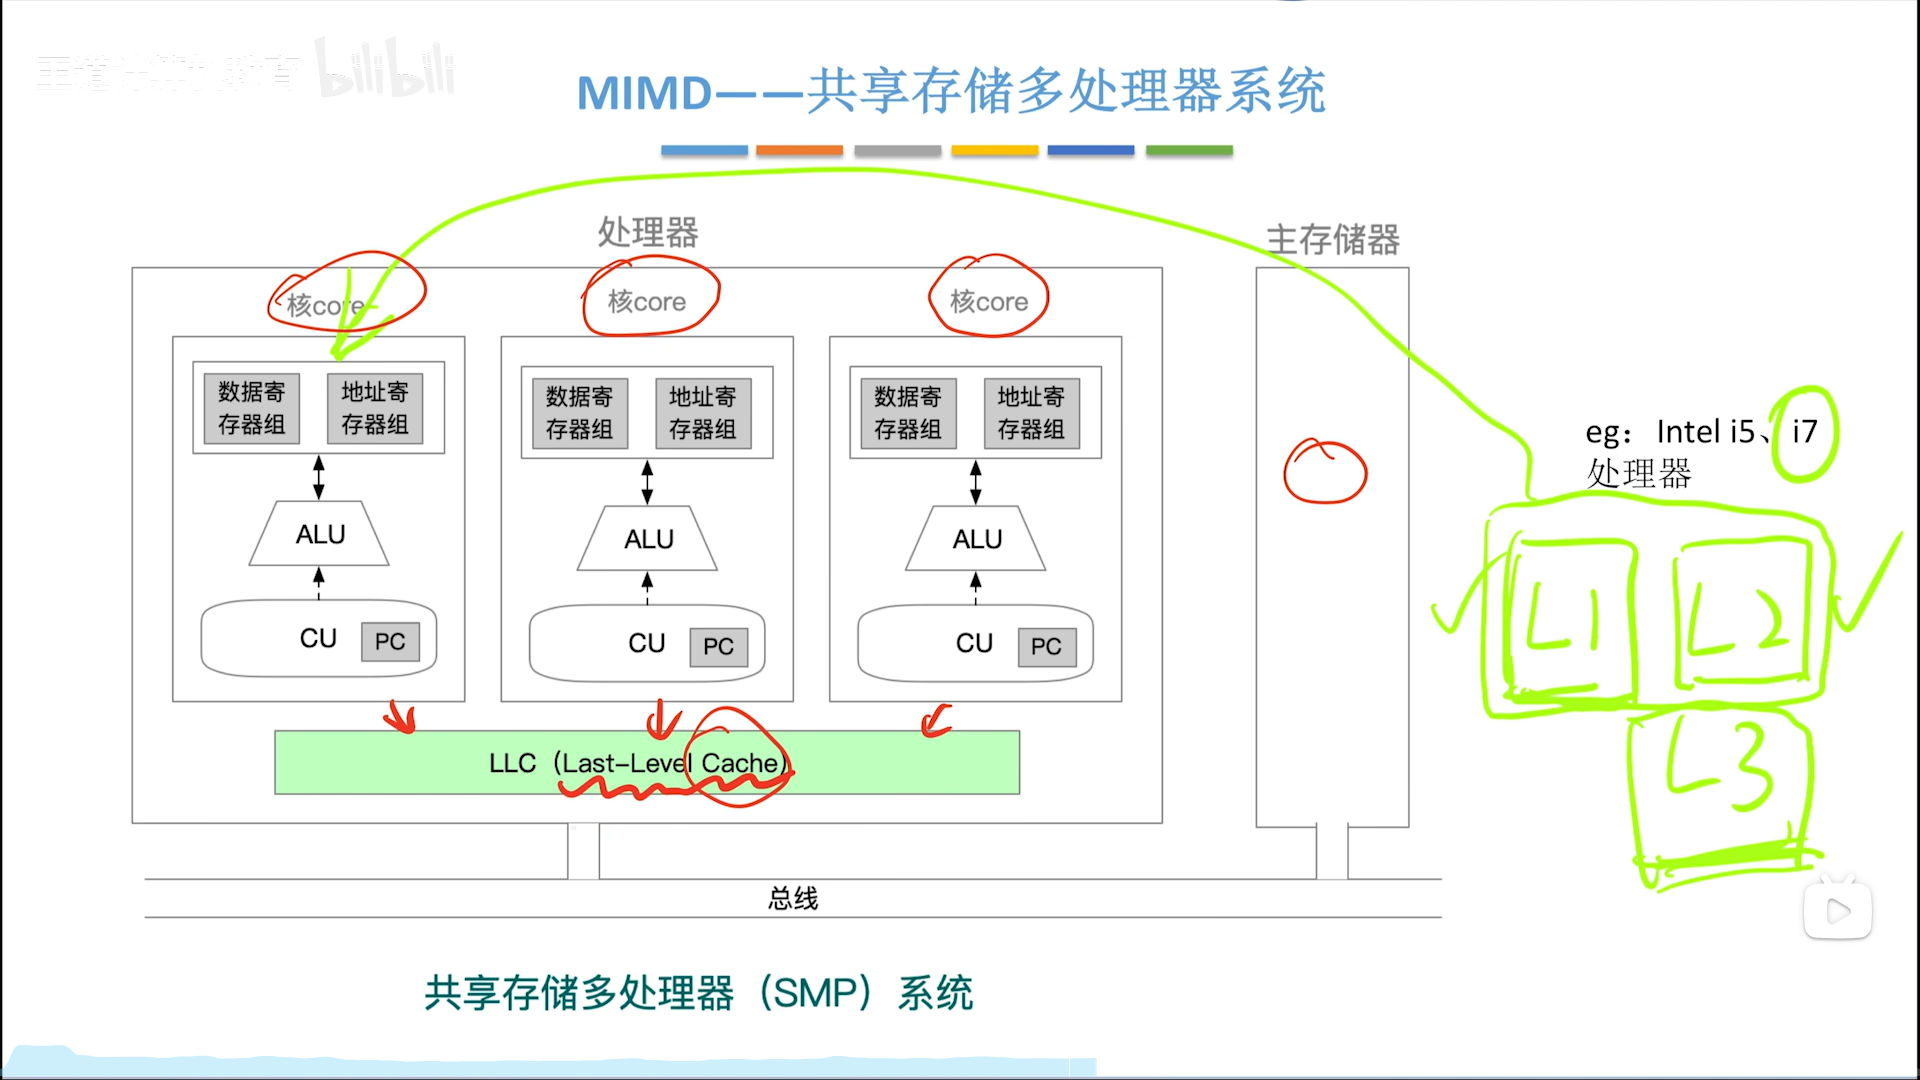 王道计算机教育 bilibili
MIMD——共享存储多处理器系统
处理器
主存储器
核core
核core
核core
数据寄
存器组
地址寄
存器组
数据寄
存器组
地址寄
存器组
数据寄
存器组
地址寄
存器组
ALU
ALU
ALU
CU
PC
CU
PC
CU
PC
LLC（Last-Level Cache）
总线
eg：Intel i5、i7
处理器
L1
L2
L3
共享存储多处理器（SMP）系统